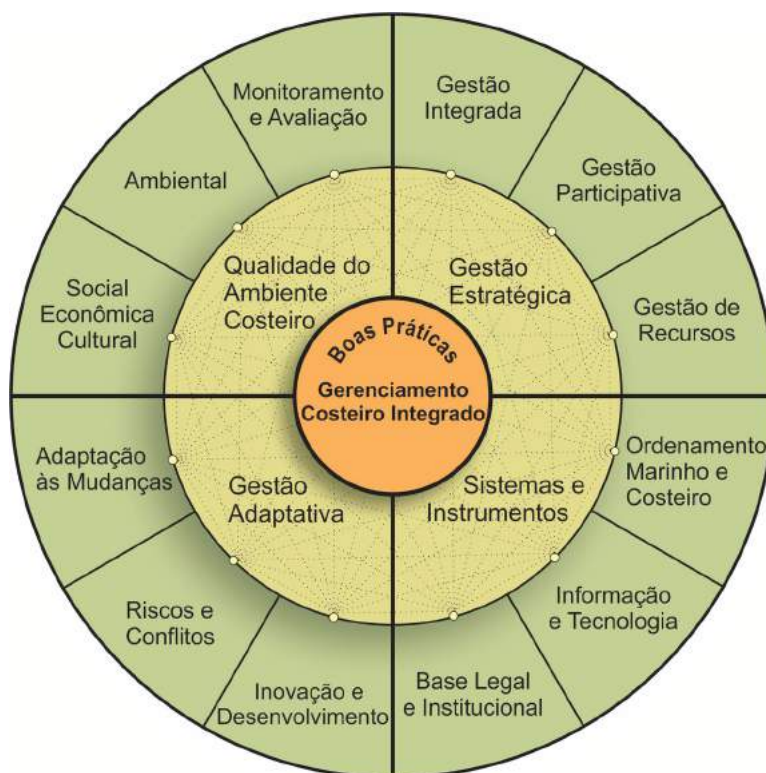 Monitoramento
e Avaliação
Gestão
Integrada
Ambiental
Gestão
Participativa
Social
Econômica
Cultural
Gestão de
Recursos
Qualidade do
Ambiente
Costeiro
Gestão
Estratégica
Boas Práticas
Gerenciamento
Costeiro Integrado
Gestão
Adaptativa
Sistemas e
Instrumentos
Adaptação
às Mudanças
Ordenamento
Marinho e
Costeiro
Riscos e
Conflitos
Informação
e Tecnologia
Inovação e
Desenvolvimento
Base Legal
e Institucional